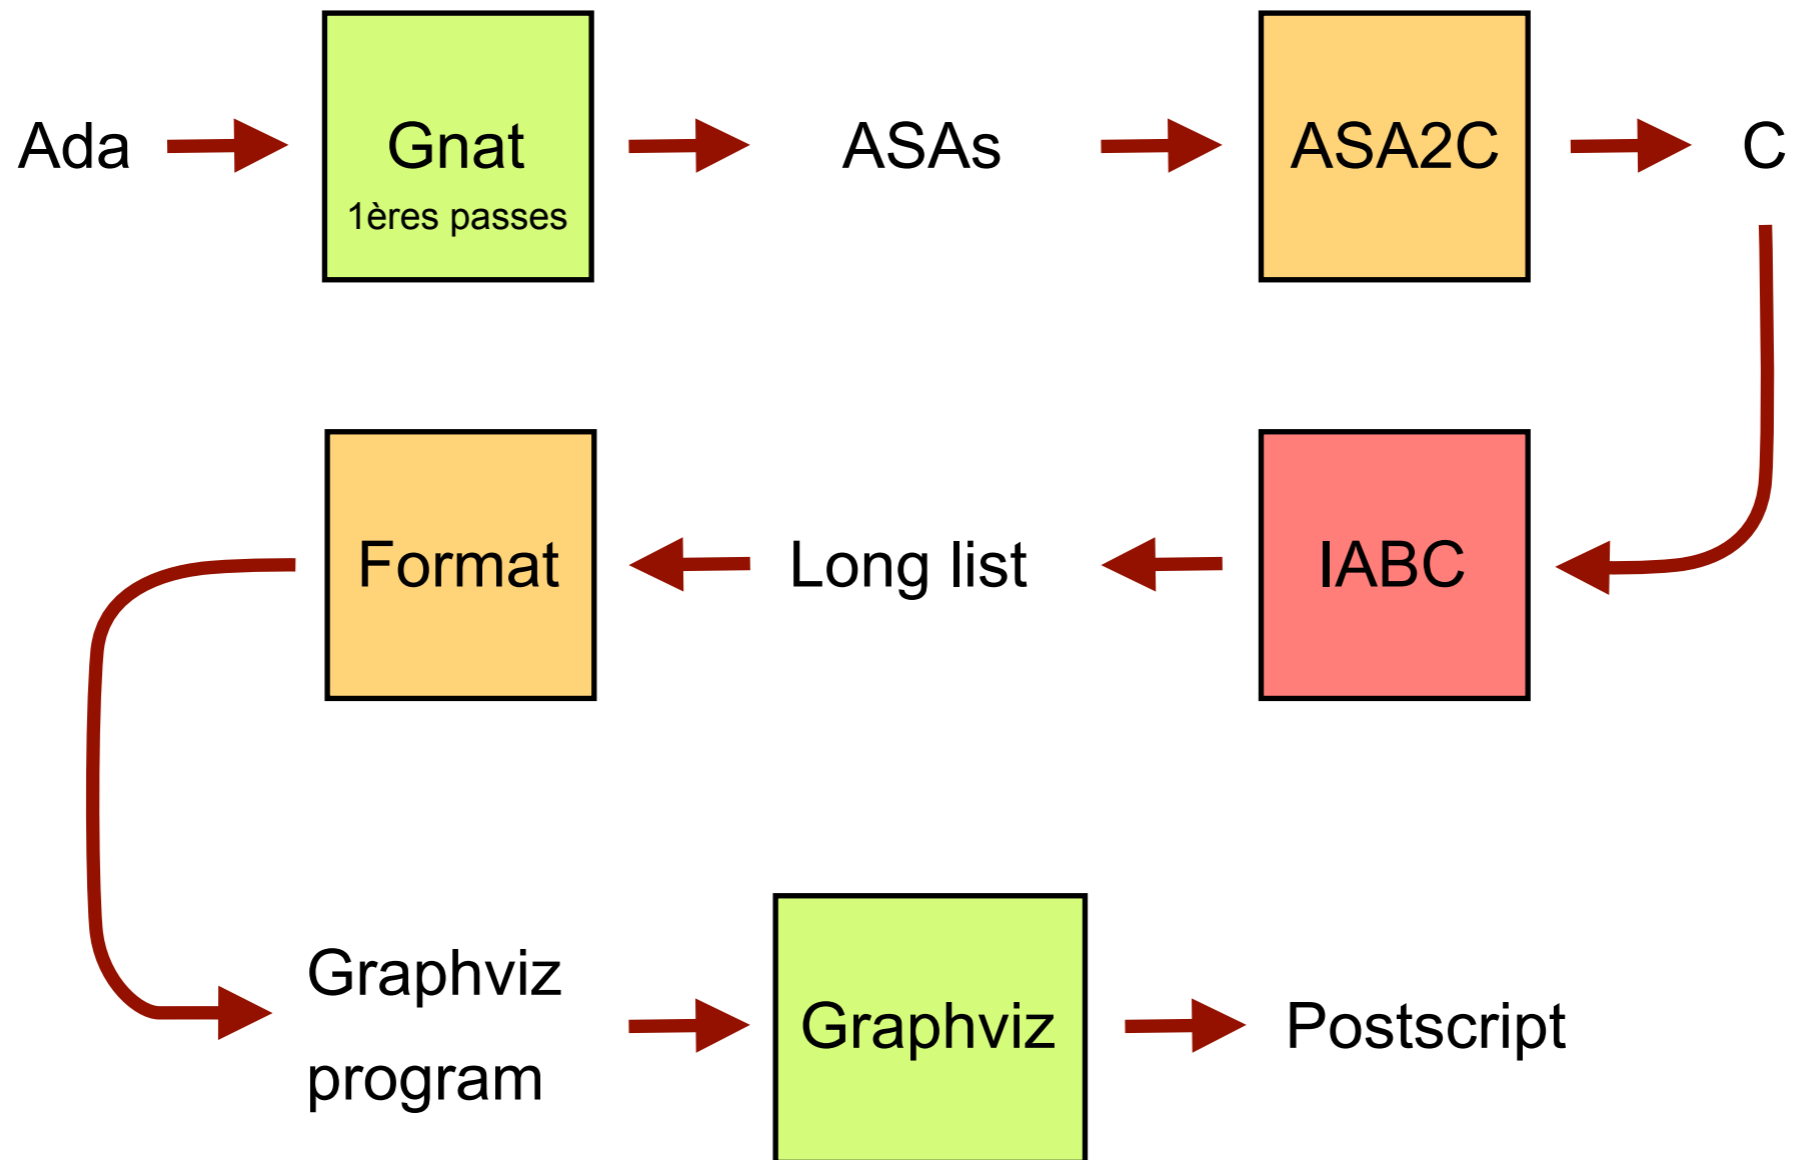 Ada
Gnat
1ères passes
ASAs
ASA2C
C
IABC
Long list
Format
Graphviz
program
Graphviz
Postscript